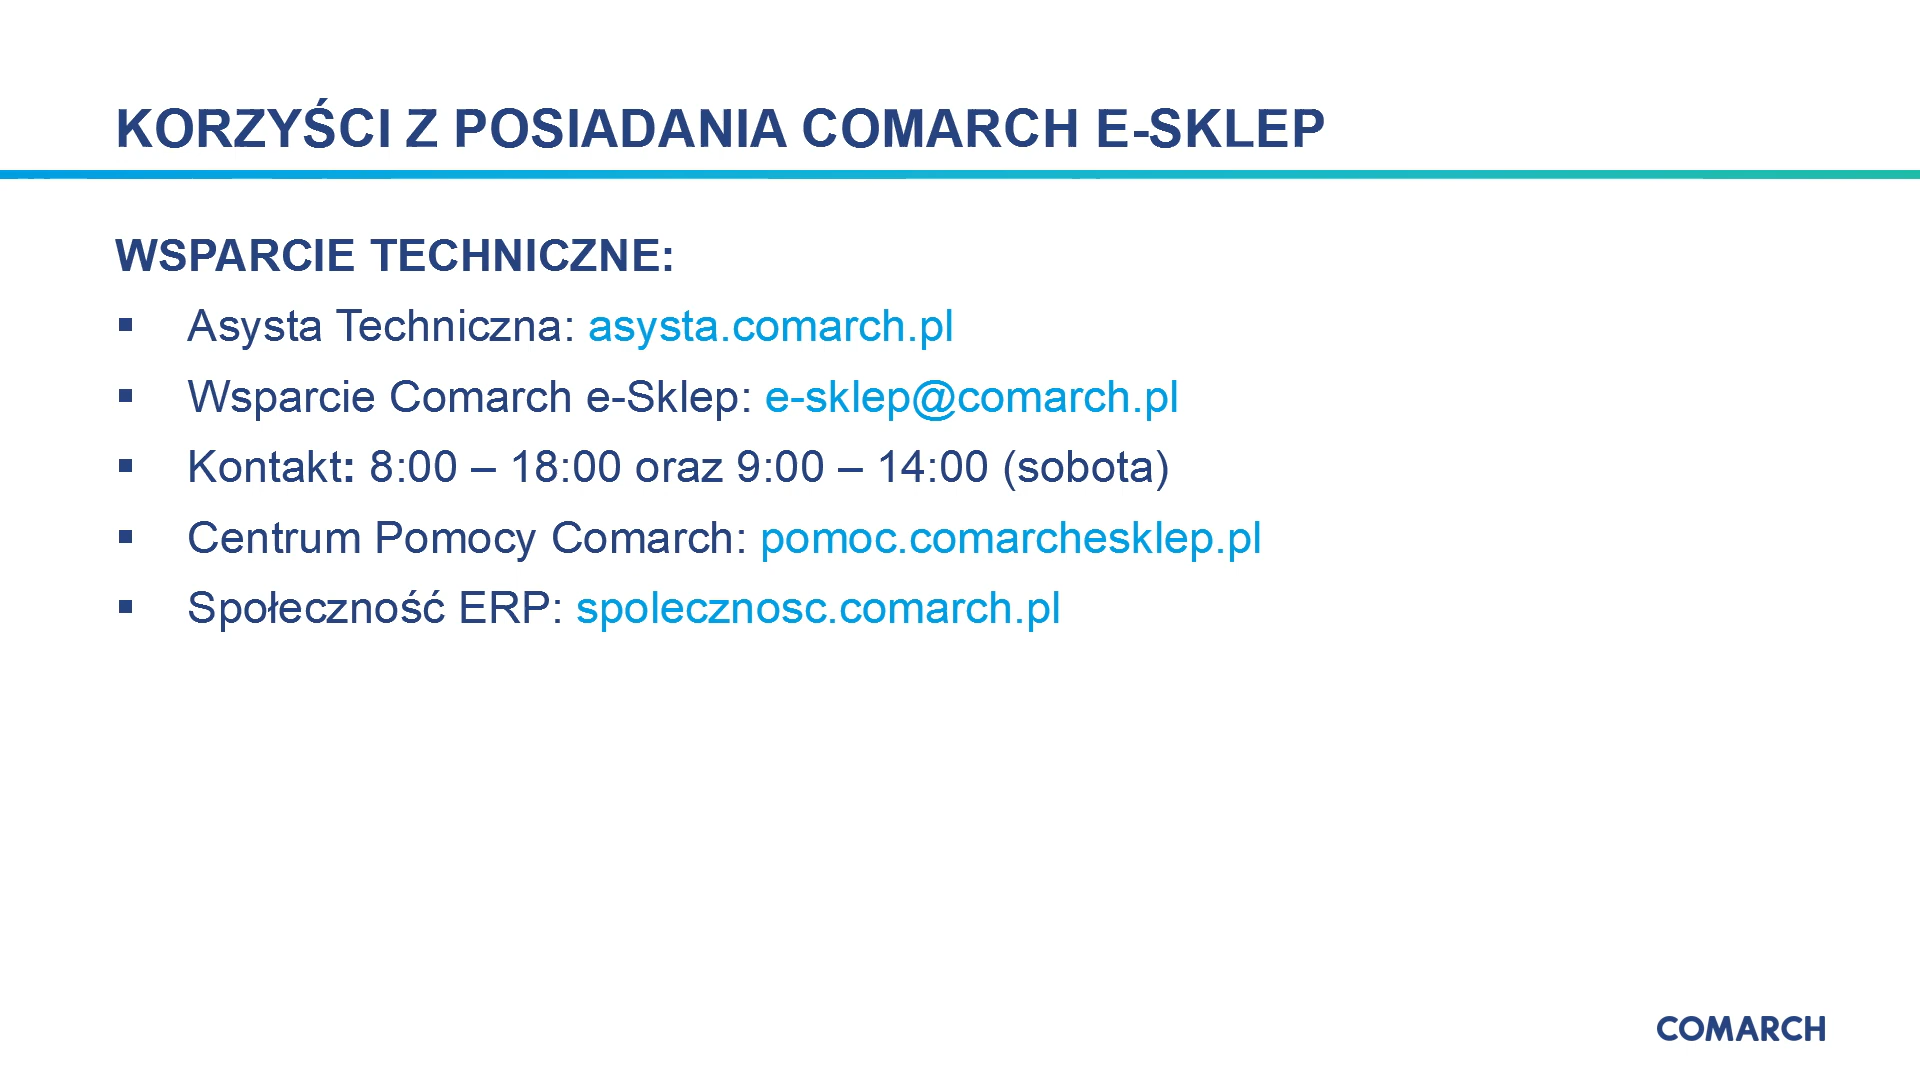 KORZYŚCI Z POSIADANIA COMARCH E-SKLEP
WSPARCIE TECHNICZNE:
▪ Asysta Techniczna: asysta.comarch.pl
▪ Wsparcie Comarch e-Sklep: e-sklep@comarch.pl
▪ Kontakt: 8:00 – 18:00 oraz 9:00 – 14:00 (sobota)
▪ Centrum Pomocy Comarch: pomoc.comarchesklep.pl
▪ Społeczność ERP: spolecznosc.comarch.pl
COMARCH